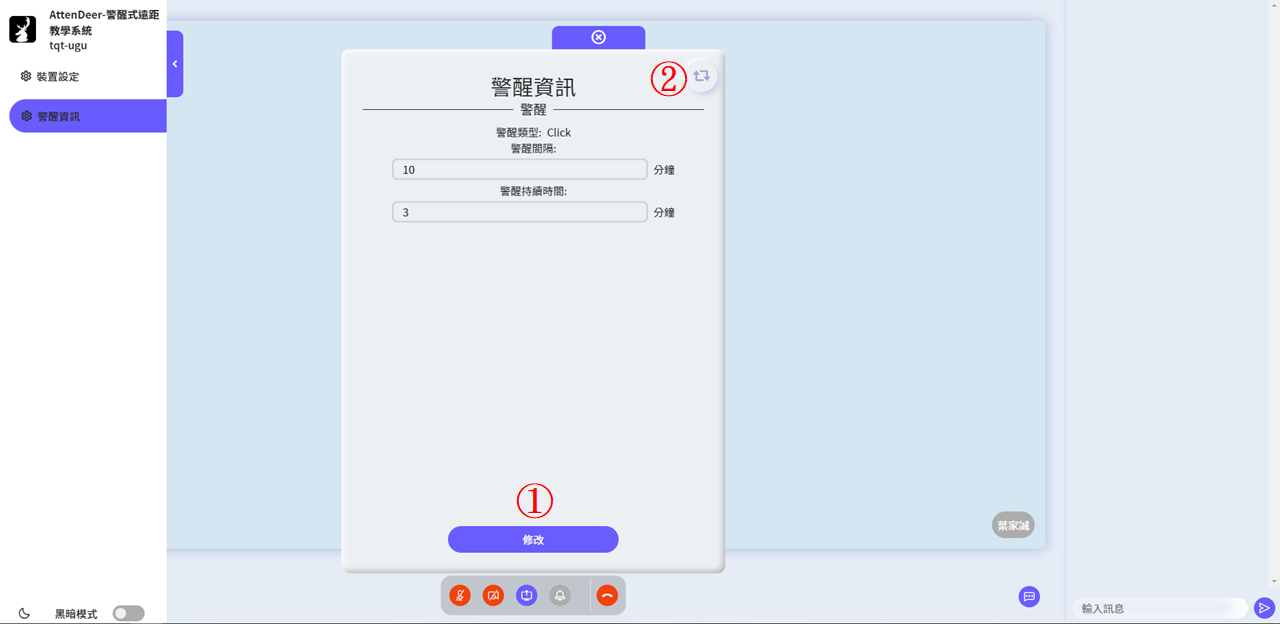 AttenDeer-警醒式遠距
教學系統
tqt-ugu
裝置設定
警醒資訊
警醒資訊
②
警醒
警醒類型: Click
警醒間隔:
10 分鐘
警醒持續時間:
3 分鐘
①
修改
葉家誠
黑暗模式
輸入訊息